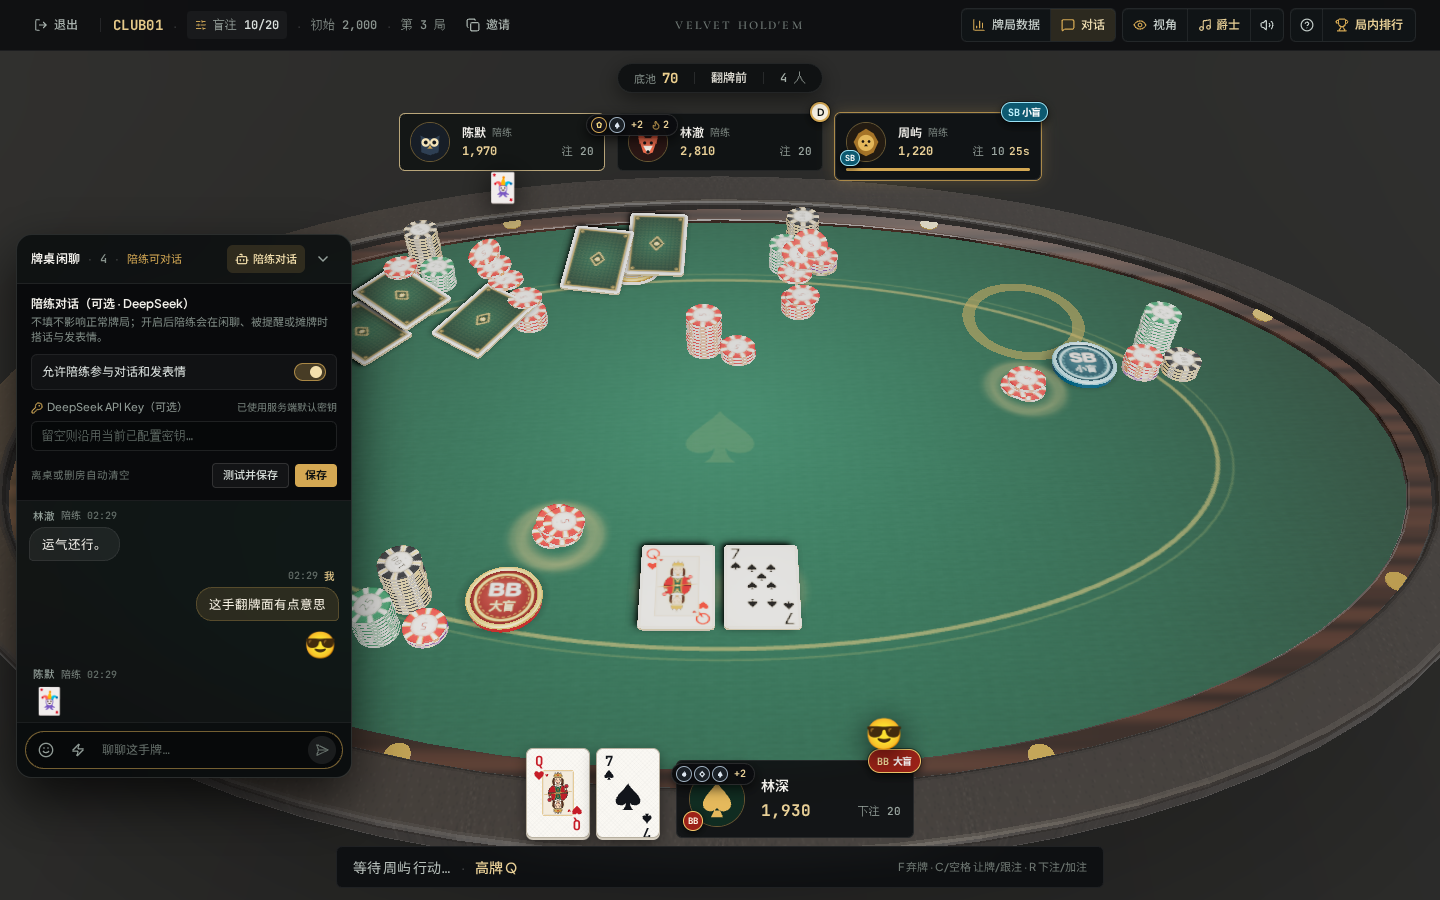 退出
CLUB01
盲注 10/20
初始 2,000
第 3 局
邀请
VELVET HOLD'EM
牌局数据
对话
视角
爵士
局内排行
底池 70
翻牌前
4 人
陈默 陪练
1,970
注 20
+2
2
林澈 陪练
2,810
注 20
D
SB 小盲
周屿 陪练
1,220
注 10 25s
SB
牌桌闲聊 · 4 · 陪练可对话
陪练对话
陪练对话（可选 · DeepSeek）
不填不影响正常牌局；开启后陪练会在闲聊、被提醒或摊牌时
搭话与发表情。
允许陪练参与对话和发表情
DeepSeek API Key（可选）
已使用服务端默认密钥
留空则沿用当前已配置密钥…
离桌或删房自动清空
测试并保存
保存
林澈 陪练 02:29
运气还行。
02:29 我
这手翻牌面有点意思
陈默 陪练 02:29
聊聊这手牌…
SB
小盲
BB
大盲
Q
Q
7
7
Q
Q
7
7
+2
BB
BB 大盲
林深
1,930
下注 20
等待 周屿 行动… · 高牌 Q
F 弃牌 · C/空格 让牌/跟注 · R 下注/加注